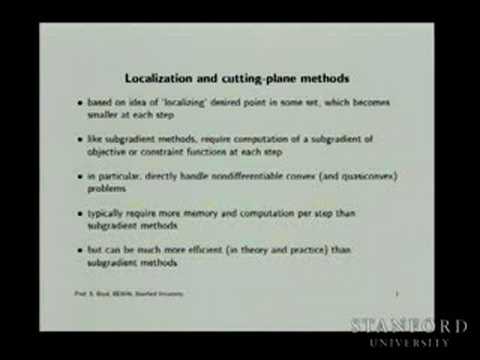 Localization and cutting-plane methods
• based on idea of 'localizing' desired point in some set, which becomes
smaller at each step
• like subgradient methods, require computation of a subgradient of
objective or constraint functions at each step
• in particular, directly handle nondifferentiable convex (and quasiconvex)
problems
• typically require more memory and computation per step than
subgradient methods
• but can be much more efficient (in theory and practice) than
subgradient methods
Prof. S. Boyd, EE364b, Stanford University
1
STANFORD
UNIVERSITY